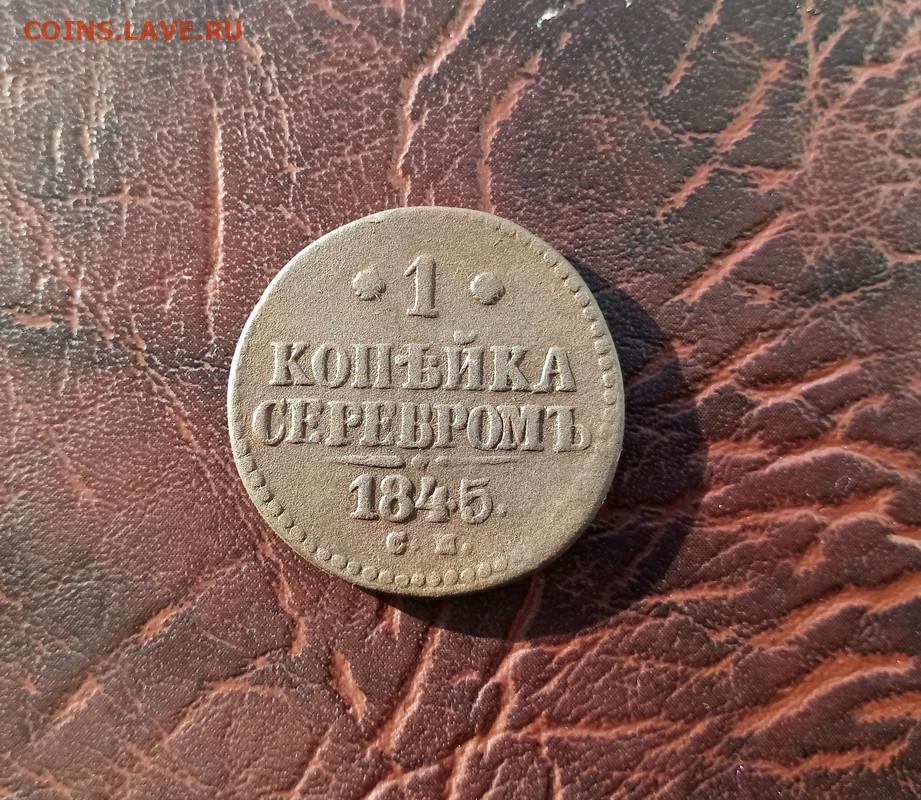 COINS.LAVE.RU
1
КОПѢЙКА
СЕРЕБРОМЪ
1845.
С. М.